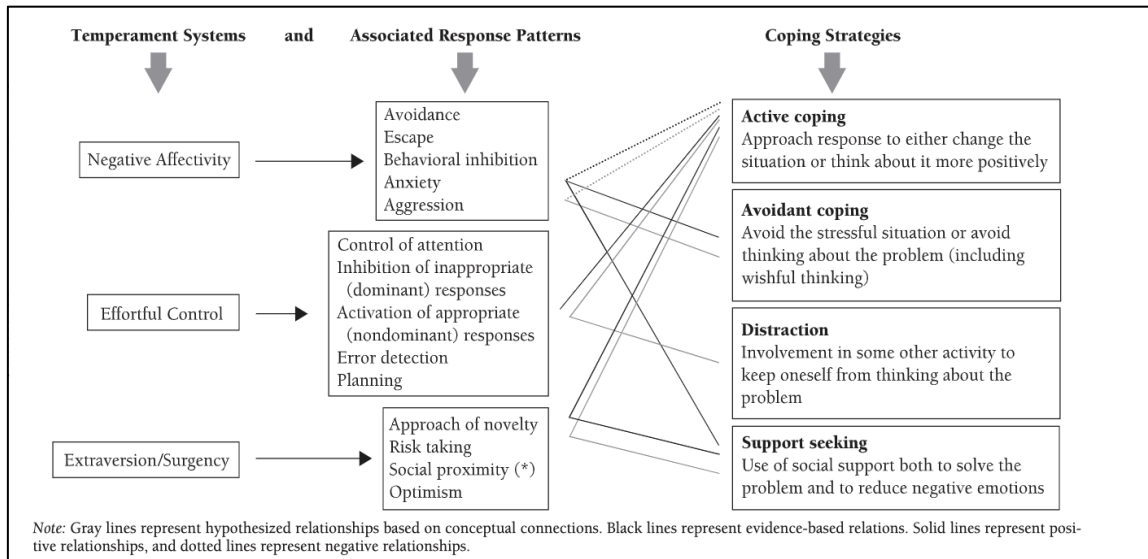 Temperament Systems and Associated Response Patterns Coping Strategies
Negative Affectivity
Avoidance
Escape
Behavioral inhibition
Anxiety
Aggression
Active coping
Approach response to either change the
situation or think about it more positively
Avoidant coping
Avoid the stressful situation or avoid
thinking about the problem (including
wishful thinking)
Effortful Control
Control of attention
Inhibition of inappropriate
(dominant) responses
Activation of appropriate
(nondominant) responses
Error detection
Planning
Distraction
Involvement in some other activity to
keep oneself from thinking about the
problem
Extraversion/Surgency
Approach of novelty
Risk taking
Social proximity (*)
Optimism
Support seeking
Use of social support both to solve the
problem and to reduce negative emotions
Note: Gray lines represent hypothesized relationships based on conceptual connections. Black lines represent evidence-based relations. Solid lines represent posi-
tive relationships, and dotted lines represent negative relationships.